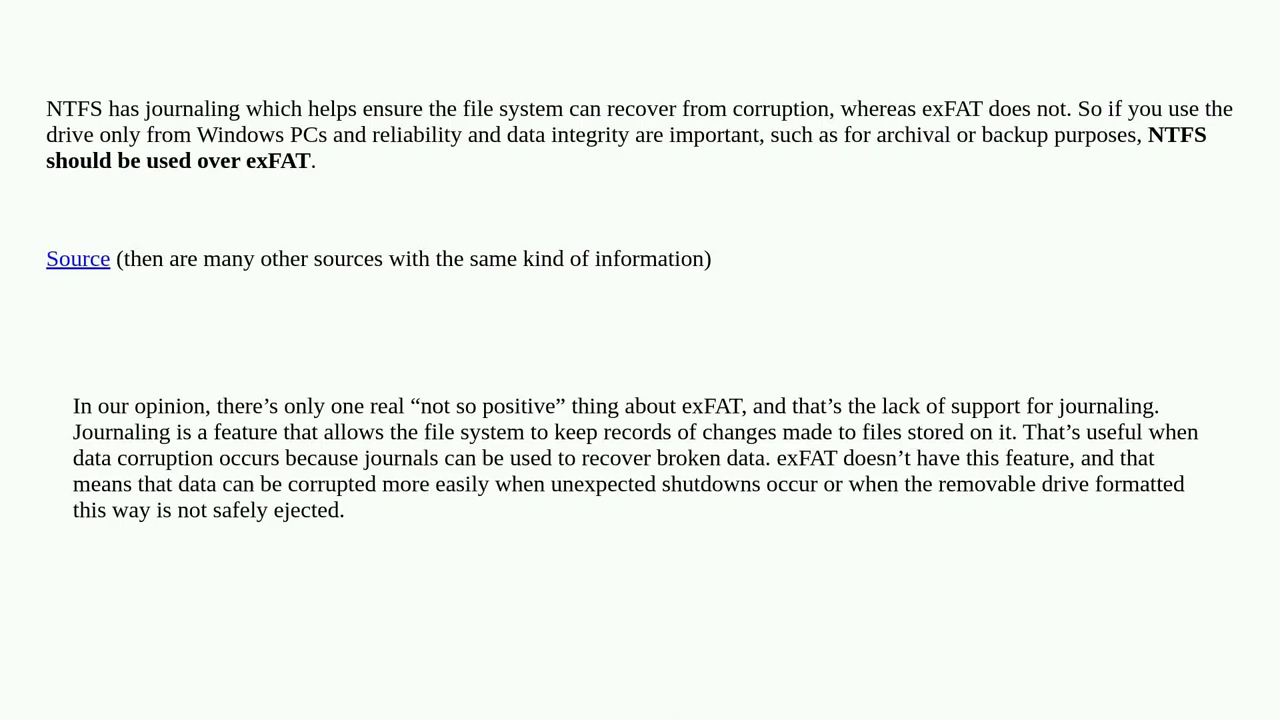 NTFS has journaling which helps ensure the file system can recover from corruption, whereas exFAT does not. So if you use the
drive only from Windows PCs and reliability and data integrity are important, such as for archival or backup purposes, NTFS
should be used over exFAT.
Source (then are many other sources with the same kind of information)
In our opinion, there’s only one real “not so positive” thing about exFAT, and that’s the lack of support for journaling.
Journaling is a feature that allows the file system to keep records of changes made to files stored on it. That’s useful when
data corruption occurs because journals can be used to recover broken data. exFAT doesn’t have this feature, and that
means that data can be corrupted more easily when unexpected shutdowns occur or when the removable drive formatted
this way is not safely ejected.